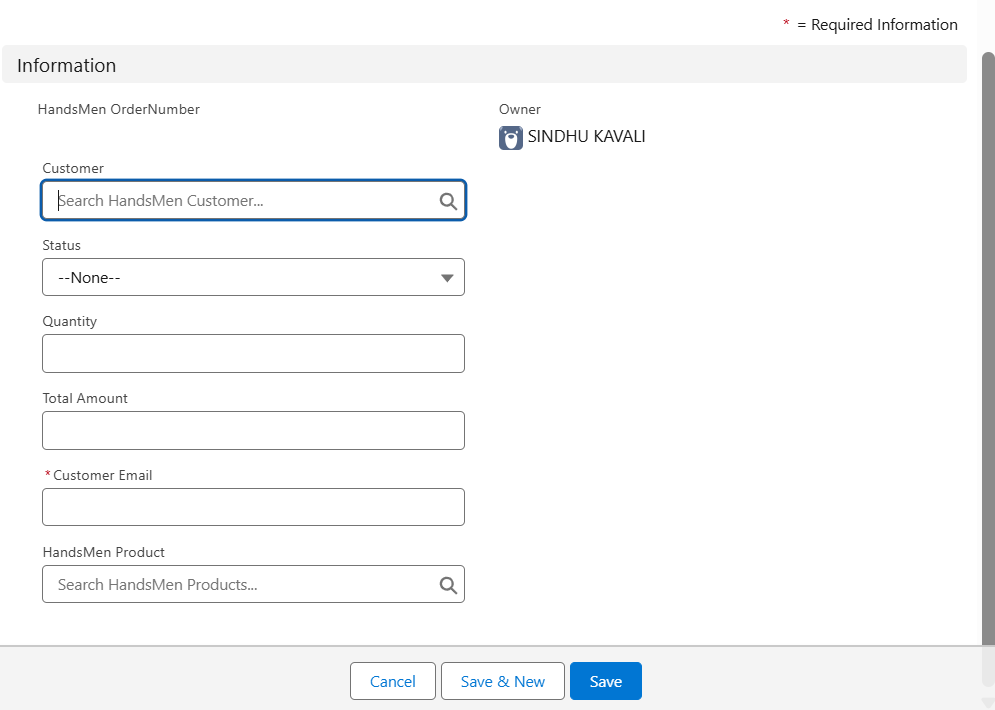 * = Required Information
Information
HandsMen OrderNumber
Owner
SINDHU KAVALI
Customer
Search HandsMen Customer...
Status
--None--
Quantity
Total Amount
*Customer Email
HandsMen Product
Search HandsMen Products...
Cancel
Save & New
Save